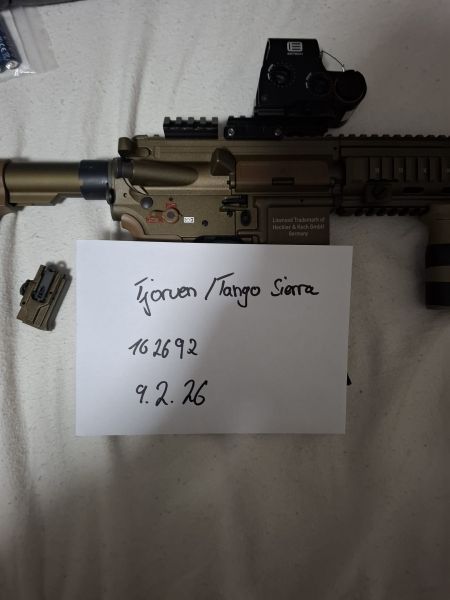 Licensed Trademark of
Heckler & Koch GmbH
Germany
Tjorven / Tango Sierra
162692
9.2.26